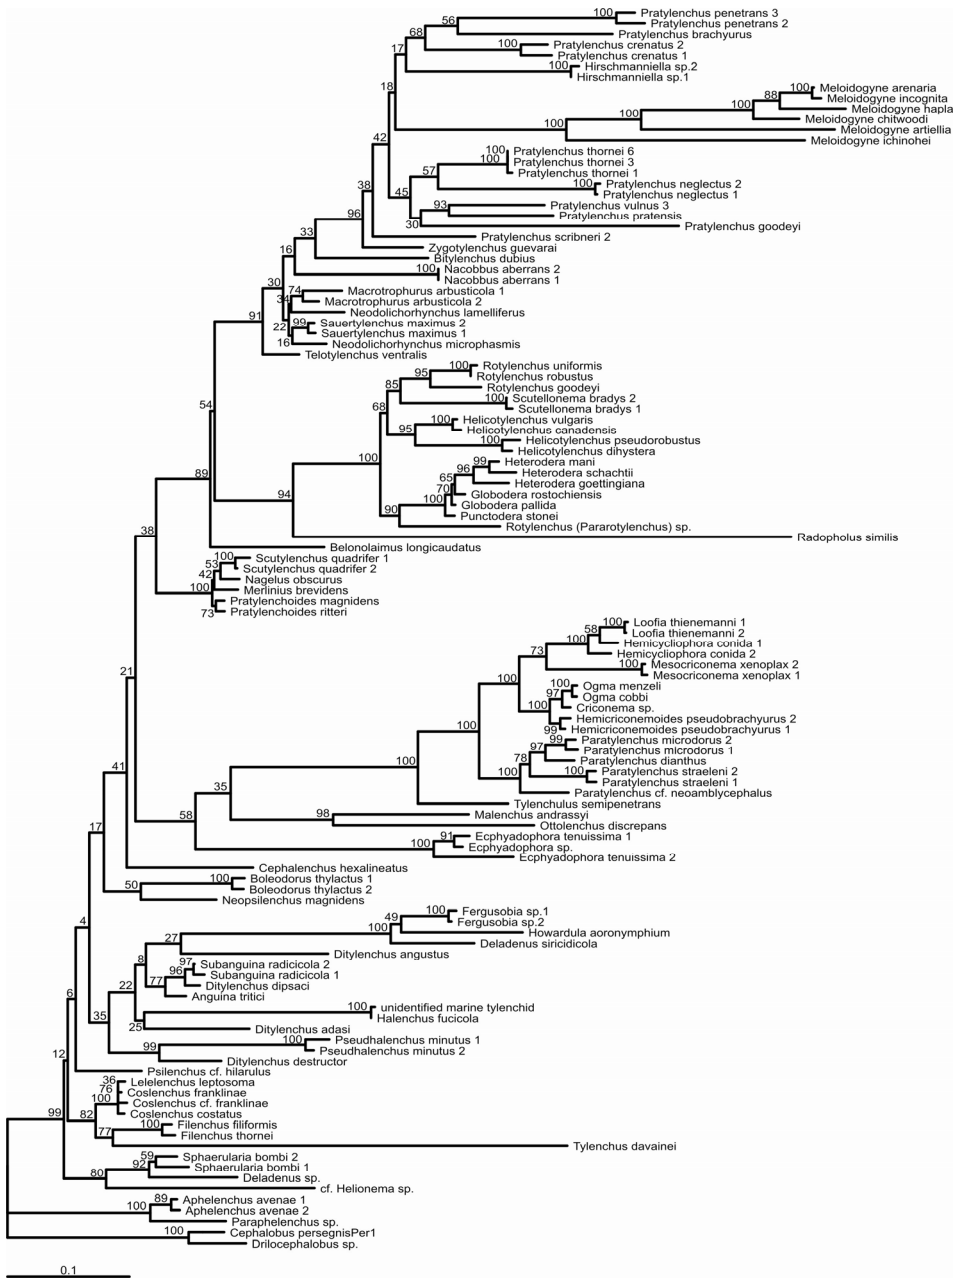 100 Pratylenchus penetrans 3
56 Pratylenchus penetrans 2
68 Pratylenchus brachyurus
100 Pratylenchus crenatus 2
17 Pratylenchus crenatus 1
100 Hirschmanniella sp.2
Hirschmanniella sp.1
18
100 Meloidogyne arenaria
88 Meloidogyne incognita
100 Meloidogyne hapla
100 Meloidogyne chitwoodi
100 Meloidogyne artiellia
Meloidogyne ichinohei
42
100 Pratylenchus thornei 6
100 Pratylenchus thornei 3
57 Pratylenchus thornei 1
100 Pratylenchus neglectus 2
38 45 Pratylenchus neglectus 1
93 Pratylenchus vulnus 3
96 Pratylenchus pratensis
30 Pratylenchus goodeyi
33 Pratylenchus scribneri 2
16 Zygotylenchus guevarai
Bitylenchus dubius
100 Nacobbus aberrans 2
30 Nacobbus aberrans 1
74 Macrotrophurus arbusticola 1
34 Macrotrophurus arbusticola 2
91 Neodolichorhynchus lamelliferus
22 99 Sauertylenchus maximus 2
Sauertylenchus maximus 1
16 Neodolichorhynchus microphasmis
Telotylenchus ventralis
100 Rotylenchus uniformis
95 Rotylenchus robustus
85 Rotylenchus goodeyi
54 68 100 Scutellonema bradys 2
Scutellonema bradys 1
100 Helicotylenchus vulgaris
95 Helicotylenchus canadensis
100 Helicotylenchus pseudorobustus
Helicotylenchus dihystera
100 99 Heterodera mani
89 96 Heterodera schachtii
65 Heterodera goettingiana
94 70 Globodera rostochiensis
100 Globodera pallida
90 Punctodera stonei
Rotylenchus (Pararotylenchus) sp.
38 Radopholus similis
Belonolaimus longicaudatus
100 Scutylenchus quadrifer 1
53 Scutylenchus quadrifer 2
42 Nagelus obscurus
100 Merlinius brevidens
Pratylenchoides magnidens
73 Pratylenchoides ritteri
100 Loofia thienemanni 1
58 Loofia thienemanni 2
100 Hemicycliophora conida 1
73 Hemicycliophora conida 2
100 Mesocriconema xenoplax 2
21 Mesocriconema xenoplax 1
100 100 Ogma menzeli
97 Ogma cobbi
100 Criconema sp.
Hemicriconemoides pseudobrachyurus 2
100 99 Hemicriconemoides pseudobrachyurus 1
99 Paratylenchus microdorus 2
97 Paratylenchus microdorus 1
78 Paratylenchus dianthus
41 100 100 100 Paratylenchus straeleni 2
Paratylenchus straeleni 1
35 Paratylenchus cf. neoamblycephalus
Tylenchulus semipenetrans
58 98 Malenchus andrassyi
Ottolenchus discrepans
17 91 Ecphyadophora tenuissima 1
100 Ecphyadophora sp.
Ecphyadophora tenuissima 2
Cephalenchus hexalineatus
100 Boleodorus thylactus 1
50 Boleodorus thylactus 2
Neopsilenchus magnidens
100 Fergusobia sp.1
4 49 Fergusobia sp.2
100 Howardula aoronymphium
27 Deladenus siricidicola
Ditylenchus angustus
8 97 Subanguina radicicola 2
96 Subanguina radicicola 1
22 77 Ditylenchus dipsaci
6 Anguina tritici
100 unidentified marine tylenchid
35 Halenchus fucicola
25 Ditylenchus adasi
100 Pseudhalenchus minutus 1
99 Pseudhalenchus minutus 2
12 Ditylenchus destructor
Psilenchus cf. hilarulus
36 Lelelenchus leptosoma
76 Coslenchus franklinae
100 Coslenchus cf. franklinae
99 82 Coslenchus costatus
100 Filenchus filiformis
77 Filenchus thornei
Tylenchus davainei
59 Sphaerularia bombi 2
92 Sphaerularia bombi 1
80 Deladenus sp.
cf. Helionema sp.
89 Aphelenchus avenae 1
100 Aphelenchus avenae 2
Paraphelenchus sp.
100 Cephalobus persegnisPer1
Drilocephalobus sp.
0.1